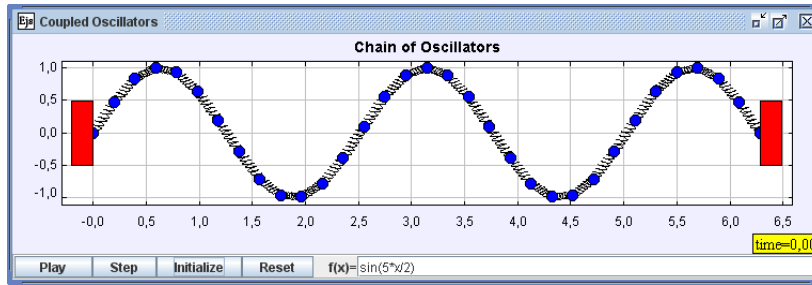 Ejs Coupled Oscillators
Chain of Oscillators
1,0
0,5
0,0
-0,5
-1,0
-0,0 0,5 1,0 1,5 2,0 2,5 3,0 3,5 4,0 4,5 5,0 5,5 6,0 6,5
time=0,00
Play Step Initialize Reset f(x)= sin(5*x/2)